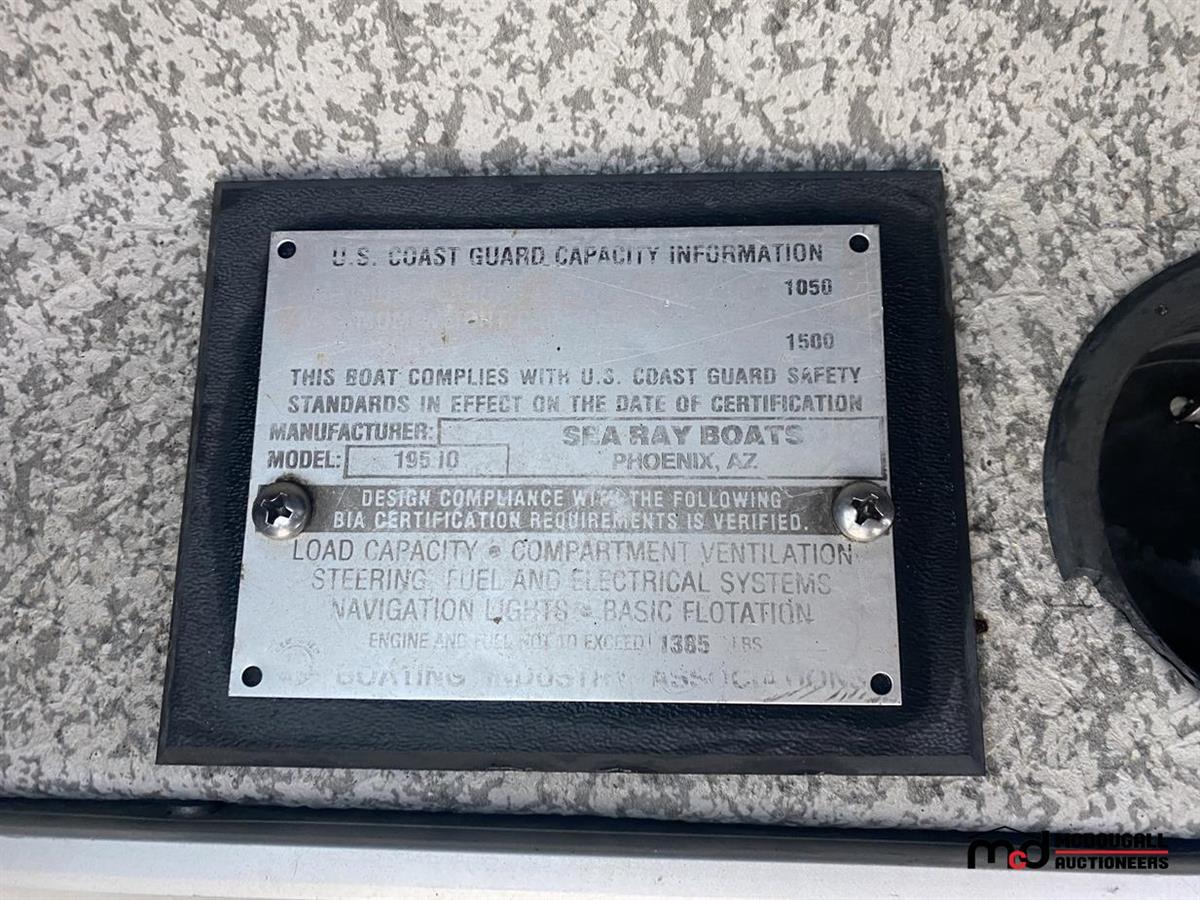 U.S. COAST GUARD CAPACITY INFORMATION
1050
1500
THIS BOAT COMPLIES WITH U.S. COAST GUARD SAFETY
STANDARDS IN EFFECT ON THE DATE OF CERTIFICATION
MANUFACTURER: SEA RAY BOATS
MODEL: 195 IO PHOENIX, AZ
DESIGN COMPLIANCE WITH THE FOLLOWING
BIA CERTIFICATION REQUIREMENTS IS VERIFIED.
LOAD CAPACITY • COMPARTMENT VENTILATION
STEERING, FUEL AND ELECTRICAL SYSTEMS
NAVIGATION LIGHTS • BASIC FLOTATION
ENGINE AND FUEL NOT TO EXCEED 1385 LBS
BOATING INDUSTRY ASSOCIATIONS
mcd MCDOUGALL
AUCTIONEERS